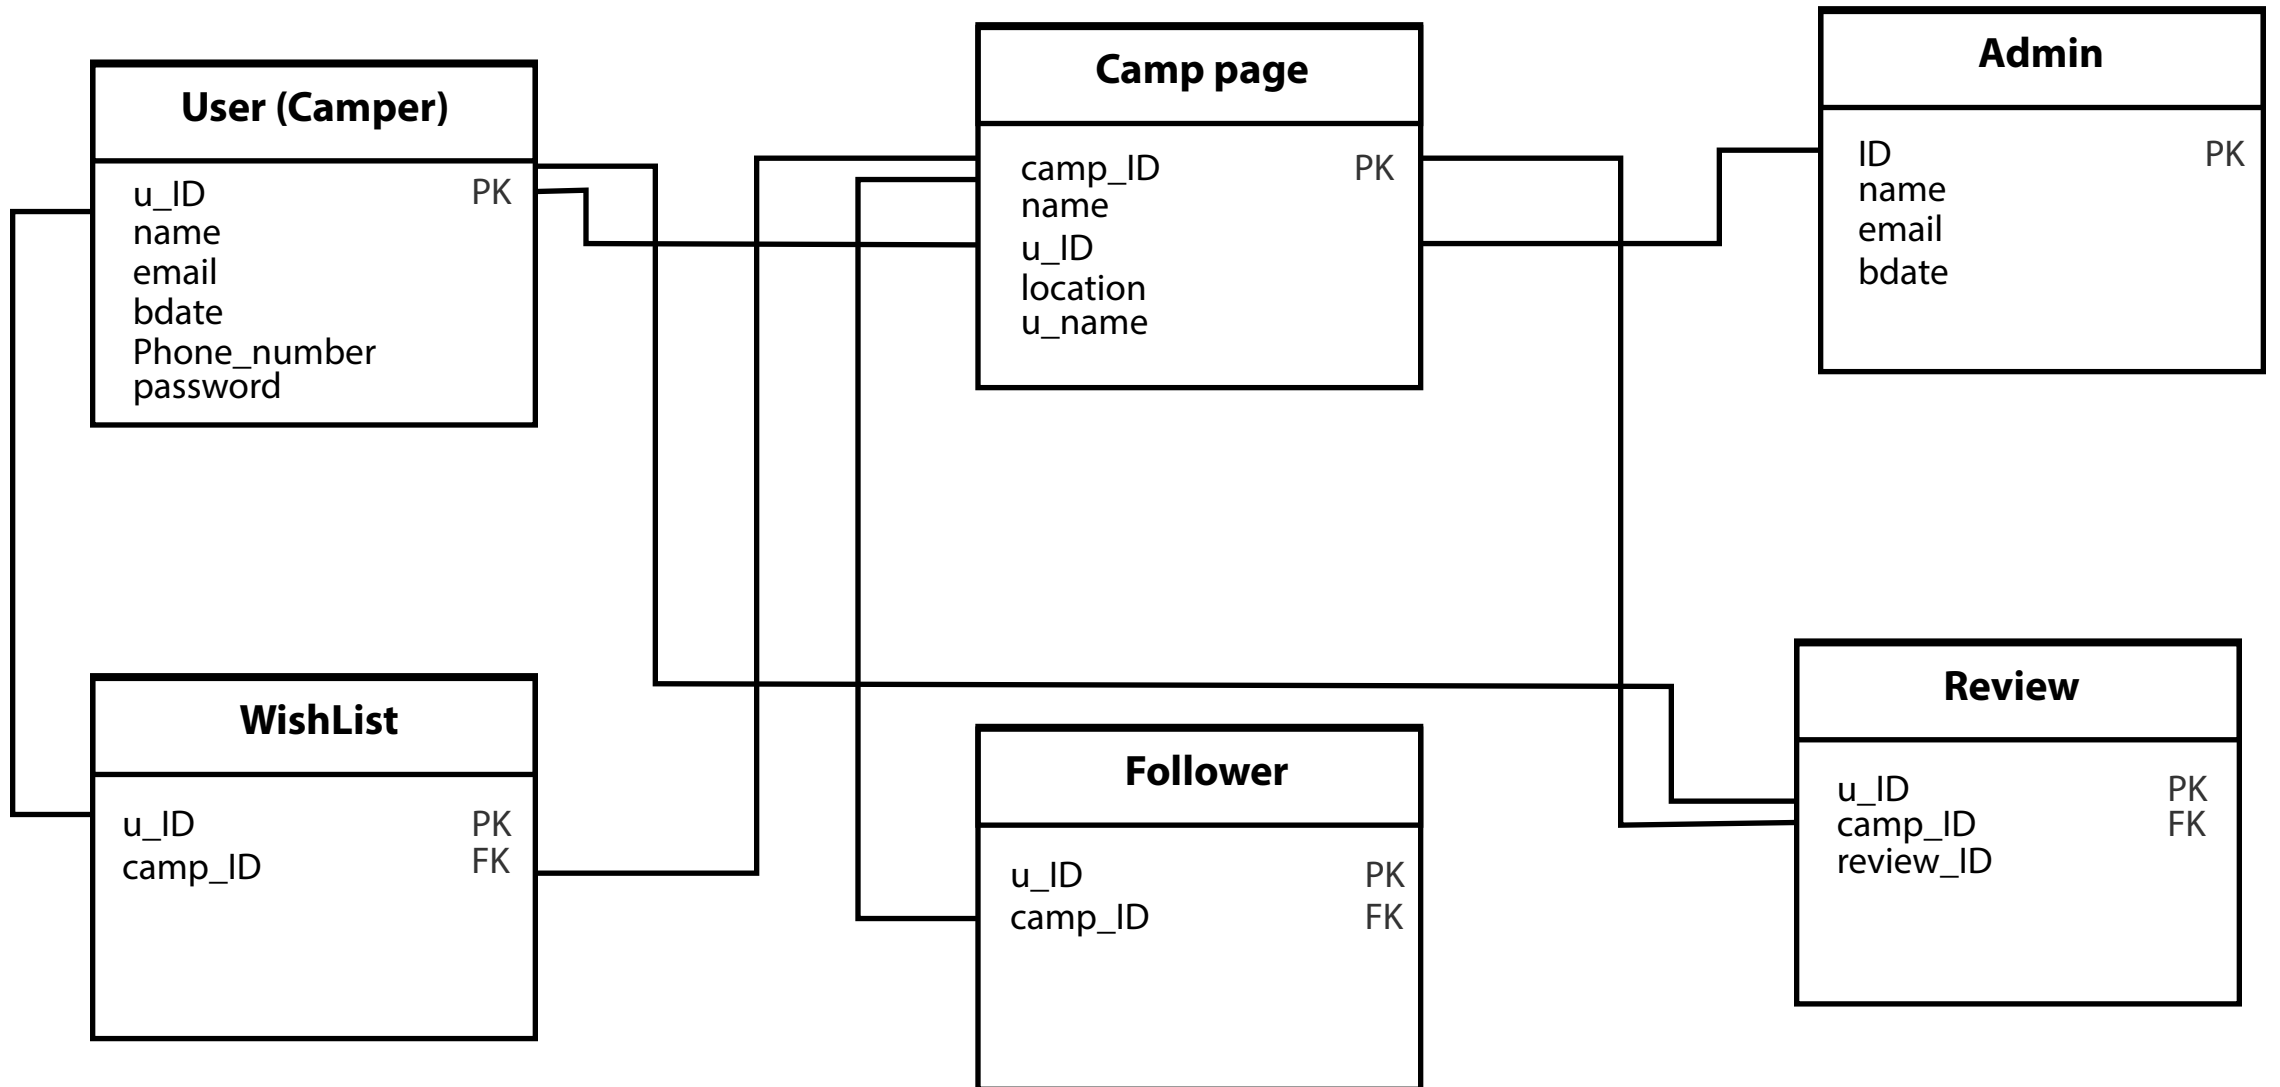 User (Camper)
u_ID PK
name
email
bdate
Phone_number
password
Camp page
camp_ID PK
name
u_ID
location
u_name
Admin
ID PK
name
email
bdate
WishList
u_ID PK
camp_ID FK
Follower
u_ID PK
camp_ID FK
Review
u_ID PK
camp_ID FK
review_ID